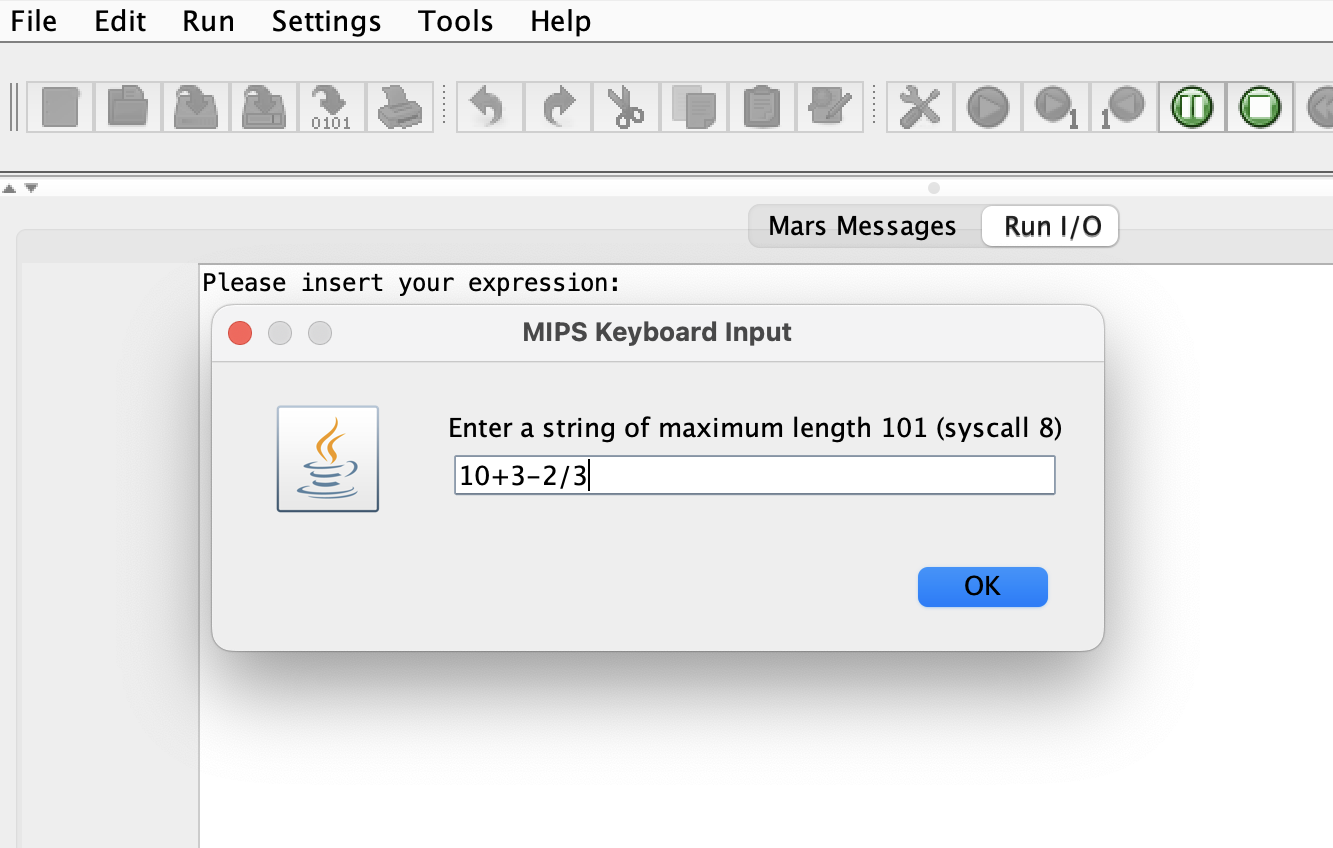 File Edit Run Settings Tools Help
0101 1 1
Mars Messages Run I/O
Please insert your expression:
MIPS Keyboard Input
Enter a string of maximum length 101 (syscall 8)
10+3-2/3
OK